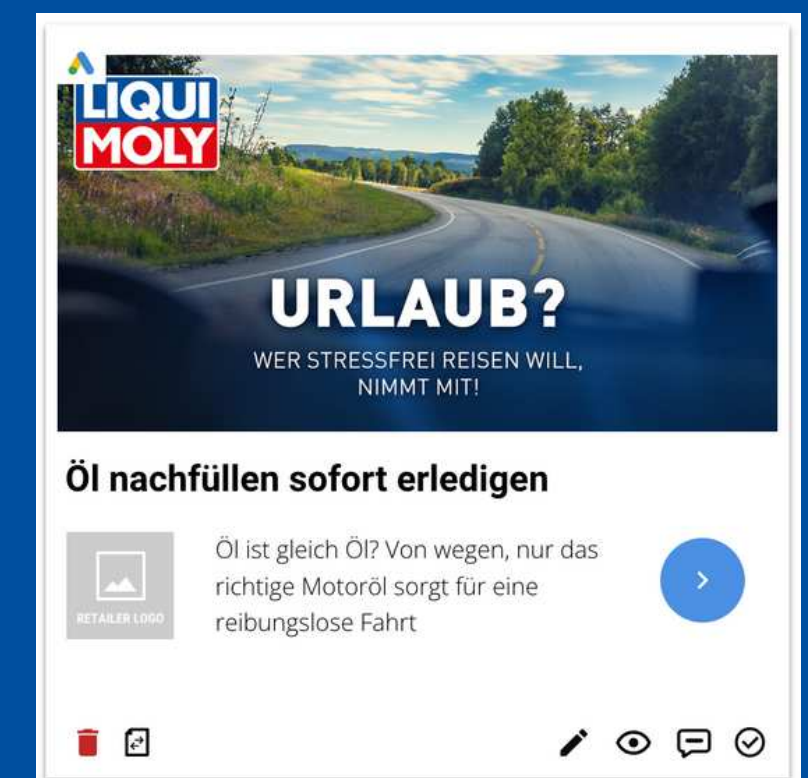 LIQUI
MOLY
URLAUB?
WER STRESSFREI REISEN WILL,
NIMMT MIT!
Öl nachfüllen sofort erledigen
Öl ist gleich Öl? Von wegen, nur das
richtige Motoröl sorgt für eine
reibungslose Fahrt
RETAILER LOGO